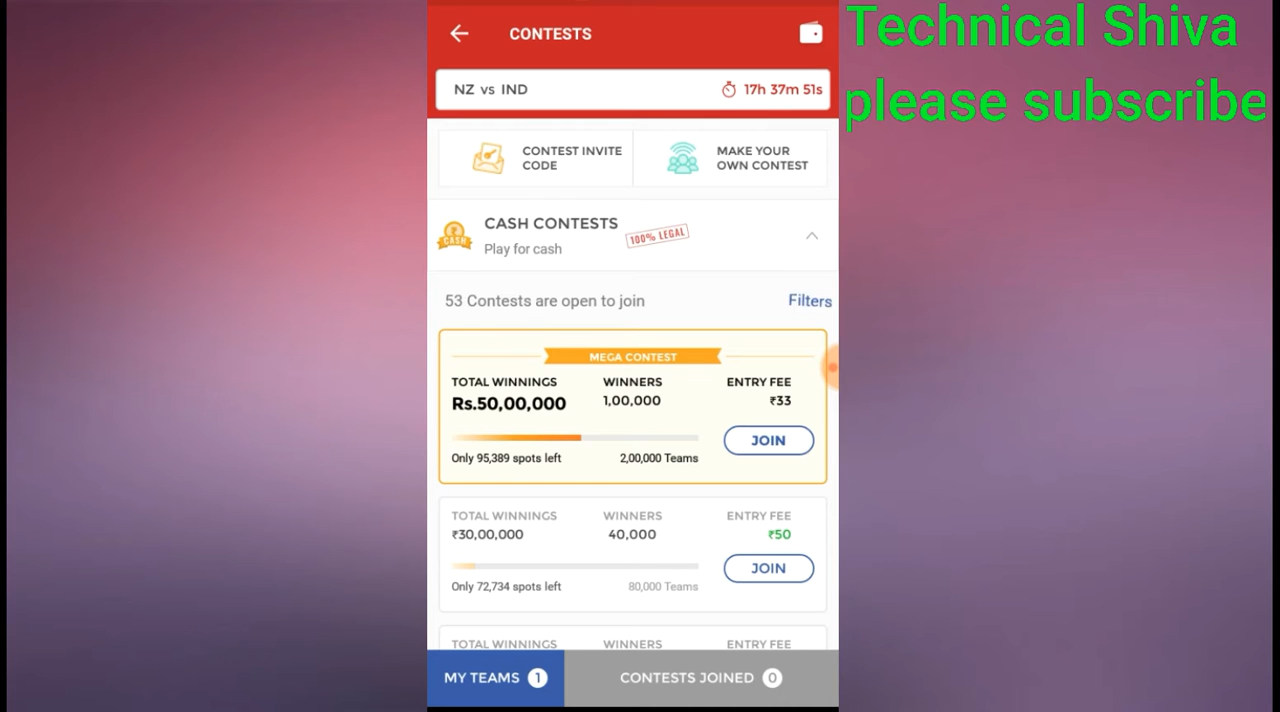 Technical Shiva
please subscribe
CONTESTS
NZ vs IND
17h 37m 51s
CONTEST INVITE
CODE
MAKE YOUR
OWN CONTEST
CASH
CASH CONTESTS
100% LEGAL
Play for cash
53 Contests are open to join
Filters
MEGA CONTEST
TOTAL WINNINGS WINNERS ENTRY FEE
Rs.50,00,000 1,00,000 ₹33
JOIN
Only 95,389 spots left 2,00,000 Teams
TOTAL WINNINGS WINNERS ENTRY FEE
₹30,00,000 40,000 ₹50
JOIN
Only 72,734 spots left 80,000 Teams
TOTAL WINNINGS WINNERS ENTRY FEE
MY TEAMS 1
CONTESTS JOINED 0